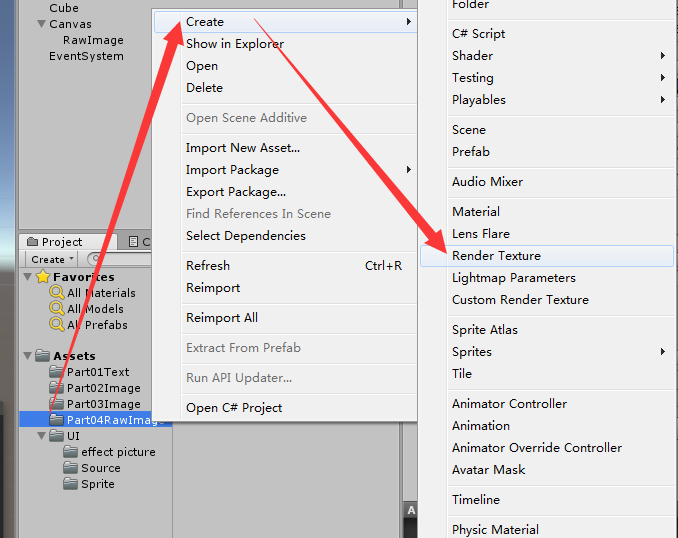 Cube
Canvas
RawImage
EventSystem
Project
C
Create
Favorites
All Materials
All Models
All Prefabs
Assets
Part01Text
Part02Image
Part03Image
Part04RawImage
UI
effect picture
Source
Sprite
Create
Show in Explorer
Open
Delete
Open Scene Additive
Import New Asset...
Import Package
Export Package...
Find References In Scene
Select Dependencies
Refresh Ctrl+R
Reimport
Reimport All
Extract From Prefab
Run API Updater...
Open C# Project
Folder
C# Script
Shader
Testing
Playables
Scene
Prefab
Audio Mixer
Material
Lens Flare
Render Texture
Lightmap Parameters
Custom Render Texture
Sprite Atlas
Sprites
Tile
Animator Controller
Animation
Animator Override Controller
Avatar Mask
Timeline
Physic Material
A